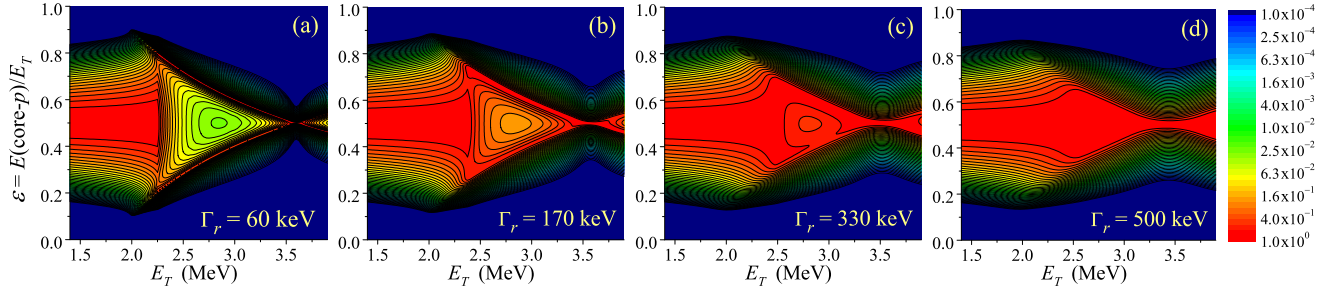 (a) (b) (c) (d)
ε = E(core-p)/E_T
1.0 0.8 0.6 0.4 0.2 0.0
1.0 0.8 0.6 0.4 0.2 0.0
1.0 0.8 0.6 0.4 0.2 0.0
1.0 0.8 0.6 0.4 0.2 0.0
Γ_r = 60 keV Γ_r = 170 keV Γ_r = 330 keV Γ_r = 500 keV
1.5 2.0 2.5 3.0 3.5 1.5 2.0 2.5 3.0 3.5 1.5 2.0 2.5 3.0 3.5 1.5 2.0 2.5 3.0 3.5
E_T (MeV) E_T (MeV) E_T (MeV) E_T (MeV)
1.0x10⁻⁴
2.5x10⁻⁴
6.3x10⁻⁴
1.6x10⁻³
4.0x10⁻³
1.0x10⁻²
2.5x10⁻²
6.3x10⁻²
1.6x10⁻¹
4.0x10⁻¹
1.0x10⁰